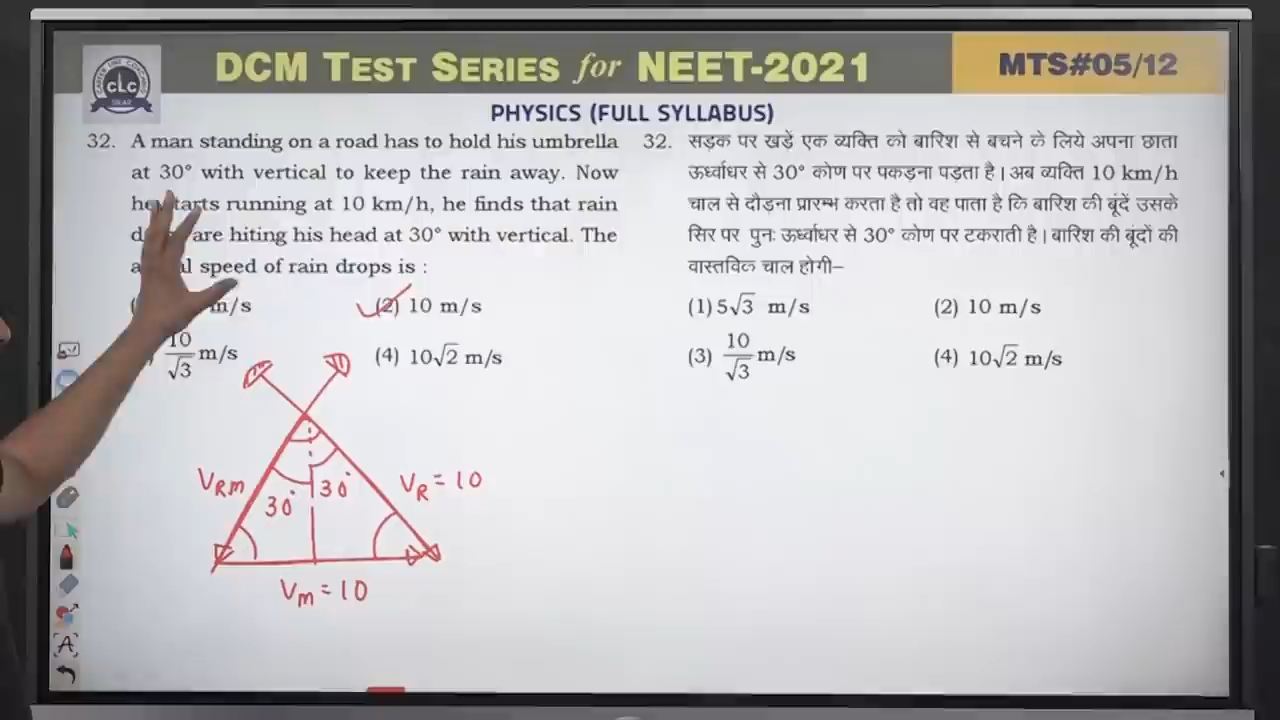 DCM TEST SERIES for NEET-2021
MTS#05/12
CLC
SIKAR
PHYSICS (FULL SYLLABUS)
32. A man standing on a road has to hold his umbrella
at 30° with vertical to keep the rain away. Now
running at 10 km/h, he finds that rain
are hiting his head at 30° with vertical. The
speed of rain drops is :
m/s
(2) 10 m/s
10/√3 m/s
(4) 10√2 m/s
32. सड़क पर खड़ें एक व्यक्ति को बारिश से बचने के लिये अपना छाता
ऊर्ध्वाधर से 30° कोण पर पकड़ना पड़ता है। अब व्यक्ति 10 km/h
चाल से दौड़ना प्रारम्भ करता है तो वह पाता है कि बारिश की बूंदें उसके
सिर पर पुनः ऊर्ध्वाधर से 30° कोण पर टकराती है। बारिश की बूंदों की
वास्तविक चाल होगी–
(1) 5√3 m/s
(2) 10 m/s
(3) 10/√3 m/s
(4) 10√2 m/s
VRm
30°
30°
VR = 10
Vm = 10
A